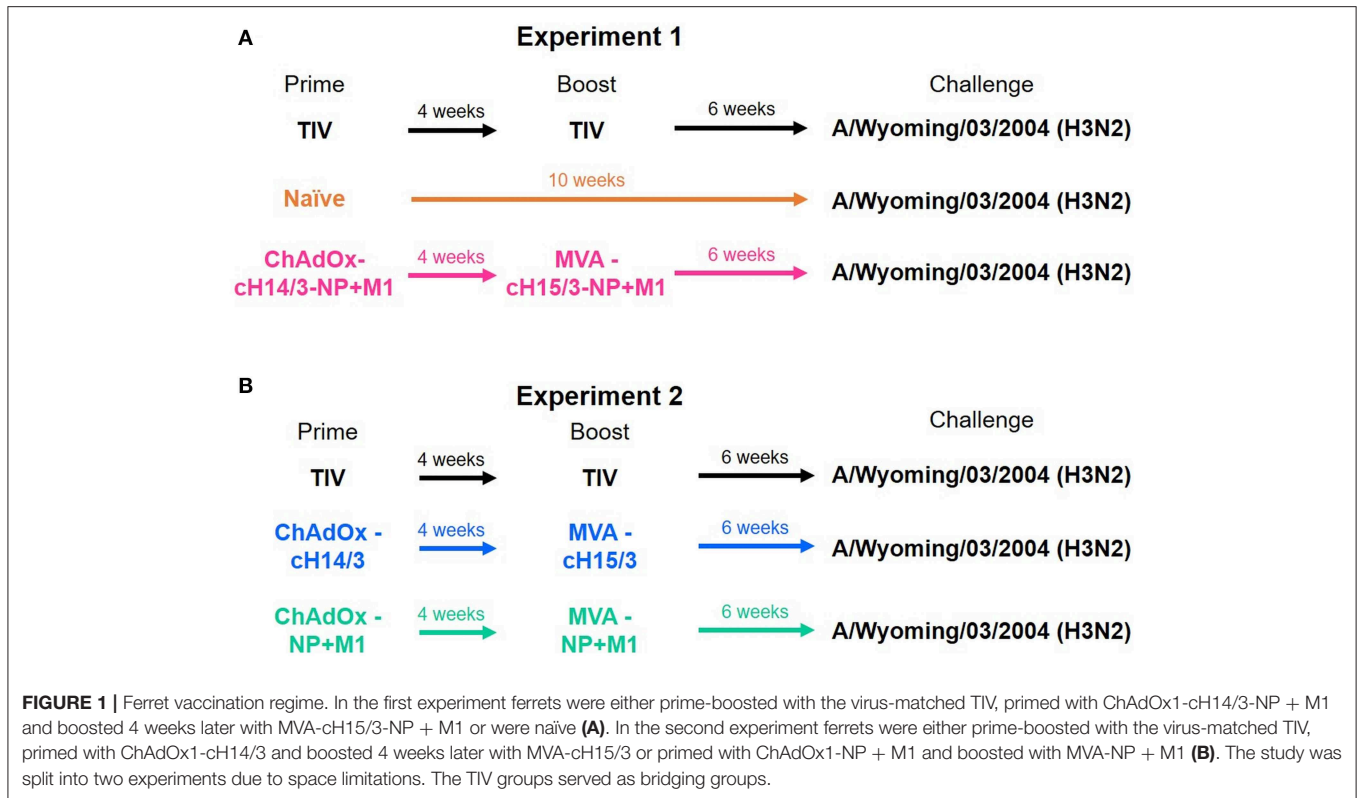 A
Experiment 1
Prime
Boost
Challenge
TIV
4 weeks
TIV
6 weeks
A/Wyoming/03/2004 (H3N2)
Naïve
10 weeks
A/Wyoming/03/2004 (H3N2)
ChAdOx-
cH14/3-NP+M1
4 weeks
MVA -
cH15/3-NP+M1
6 weeks
A/Wyoming/03/2004 (H3N2)
B
Experiment 2
Prime
Boost
Challenge
TIV
4 weeks
TIV
6 weeks
A/Wyoming/03/2004 (H3N2)
ChAdOx -
cH14/3
4 weeks
MVA -
cH15/3
6 weeks
A/Wyoming/03/2004 (H3N2)
ChAdOx -
NP+M1
4 weeks
MVA -
NP+M1
6 weeks
A/Wyoming/03/2004 (H3N2)
FIGURE 1 | Ferret vaccination regime. In the first experiment ferrets were either prime-boosted with the virus-matched TIV, primed with ChAdOx1-cH14/3-NP + M1
and boosted 4 weeks later with MVA-cH15/3-NP + M1 or were naïve (A). In the second experiment ferrets were either prime-boosted with the virus-matched TIV,
primed with ChAdOx1-cH14/3 and boosted 4 weeks later with MVA-cH15/3 or primed with ChAdOx1-NP + M1 and boosted with MVA-NP + M1 (B). The study was
split into two experiments due to space limitations. The TIV groups served as bridging groups.